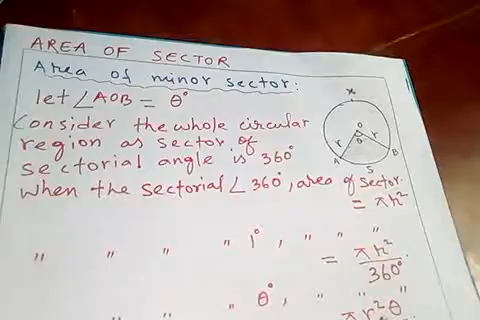 AREA OF SECTOR
Area of minor sector:
let ∠AOB = θ°
Consider the whole circular
region as sector of
sectorial angle is 360°
When the sectorial ∠ 360°, area of sector
= πr²
" " " " 1°, " " "
= πr²/360°
" θ°, " "
πr²θ
X
O
θ
r r
A B
S